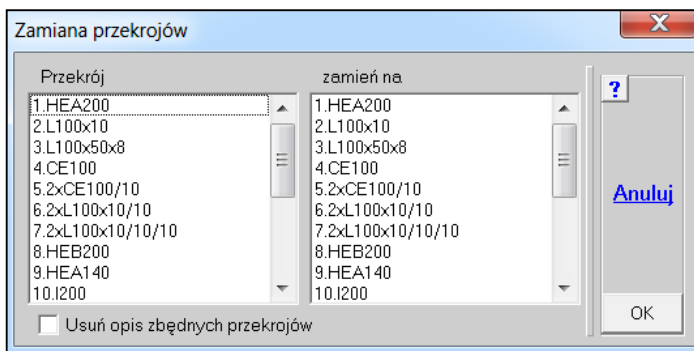 Zamiana przekrojów
X
Przekrój
1.HEA200
2.L100x10
3.L100x50x8
4.CE100
5.2xCE100/10
6.2xL100x10/10
7.2xL100x10/10/10
8.HEB200
9.HEA140
10.I200
zamień na
1.HEA200
2.L100x10
3.L100x50x8
4.CE100
5.2xCE100/10
6.2xL100x10/10
7.2xL100x10/10/10
8.HEB200
9.HEA140
10.I200
?
Anuluj
Usuń opis zbędnych przekrojów
OK